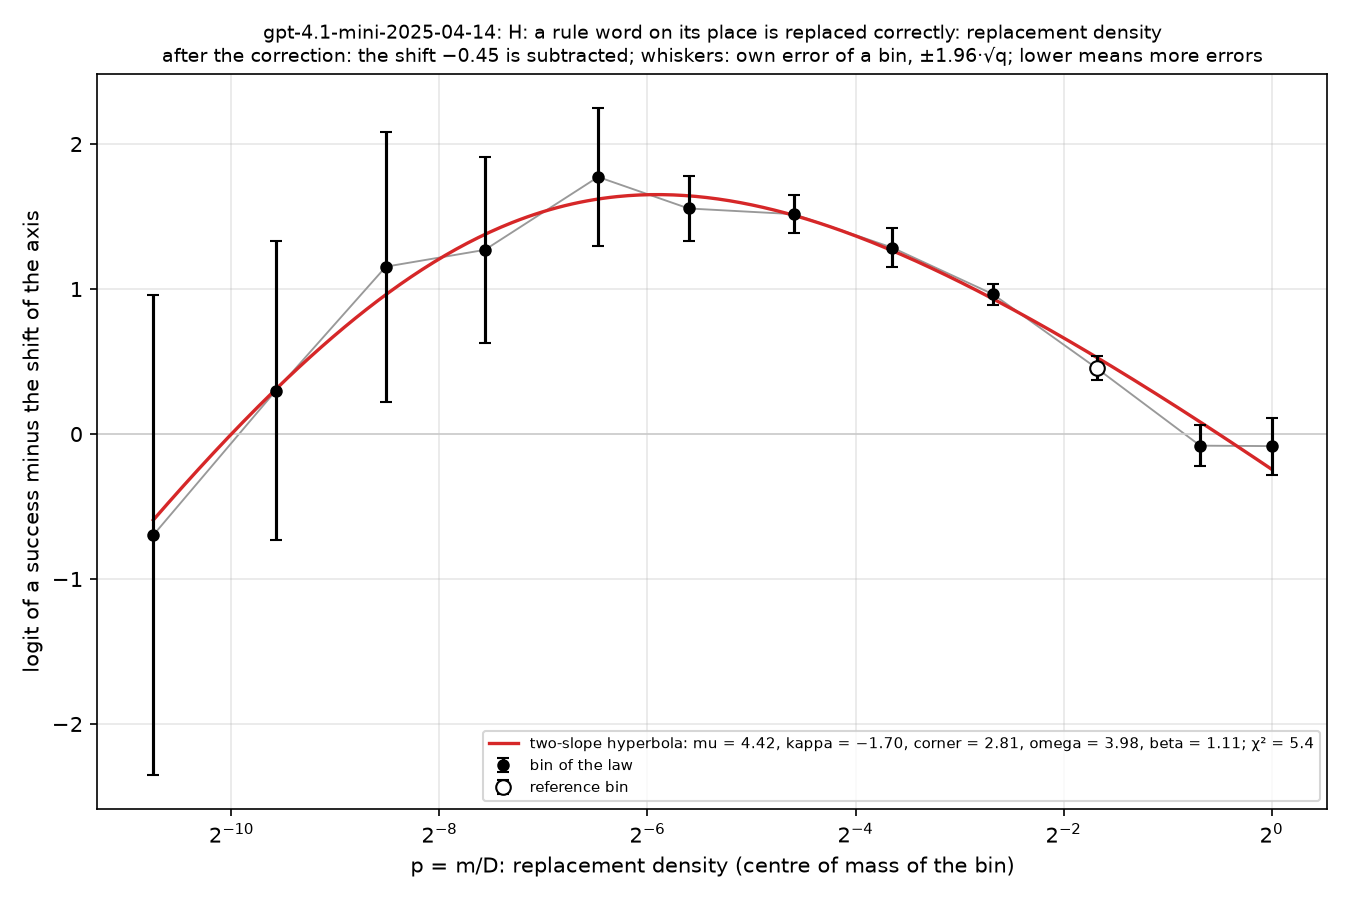 gpt-4.1-mini-2025-04-14: H: a rule word on its place is replaced correctly: replacement density
after the correction: the shift −0.45 is subtracted; whiskers: own error of a bin, ±1.96·√q; lower means more errors
logit of a success minus the shift of the axis
2
1
0
−1
−2
two-slope hyperbola: mu = 4.42, kappa = −1.70, corner = 2.81, omega = 3.98, beta = 1.11; χ² = 5.4
bin of the law
reference bin
2⁻¹⁰ 2⁻⁸ 2⁻⁶ 2⁻⁴ 2⁻² 2⁰
p = m/D: replacement density (centre of mass of the bin)